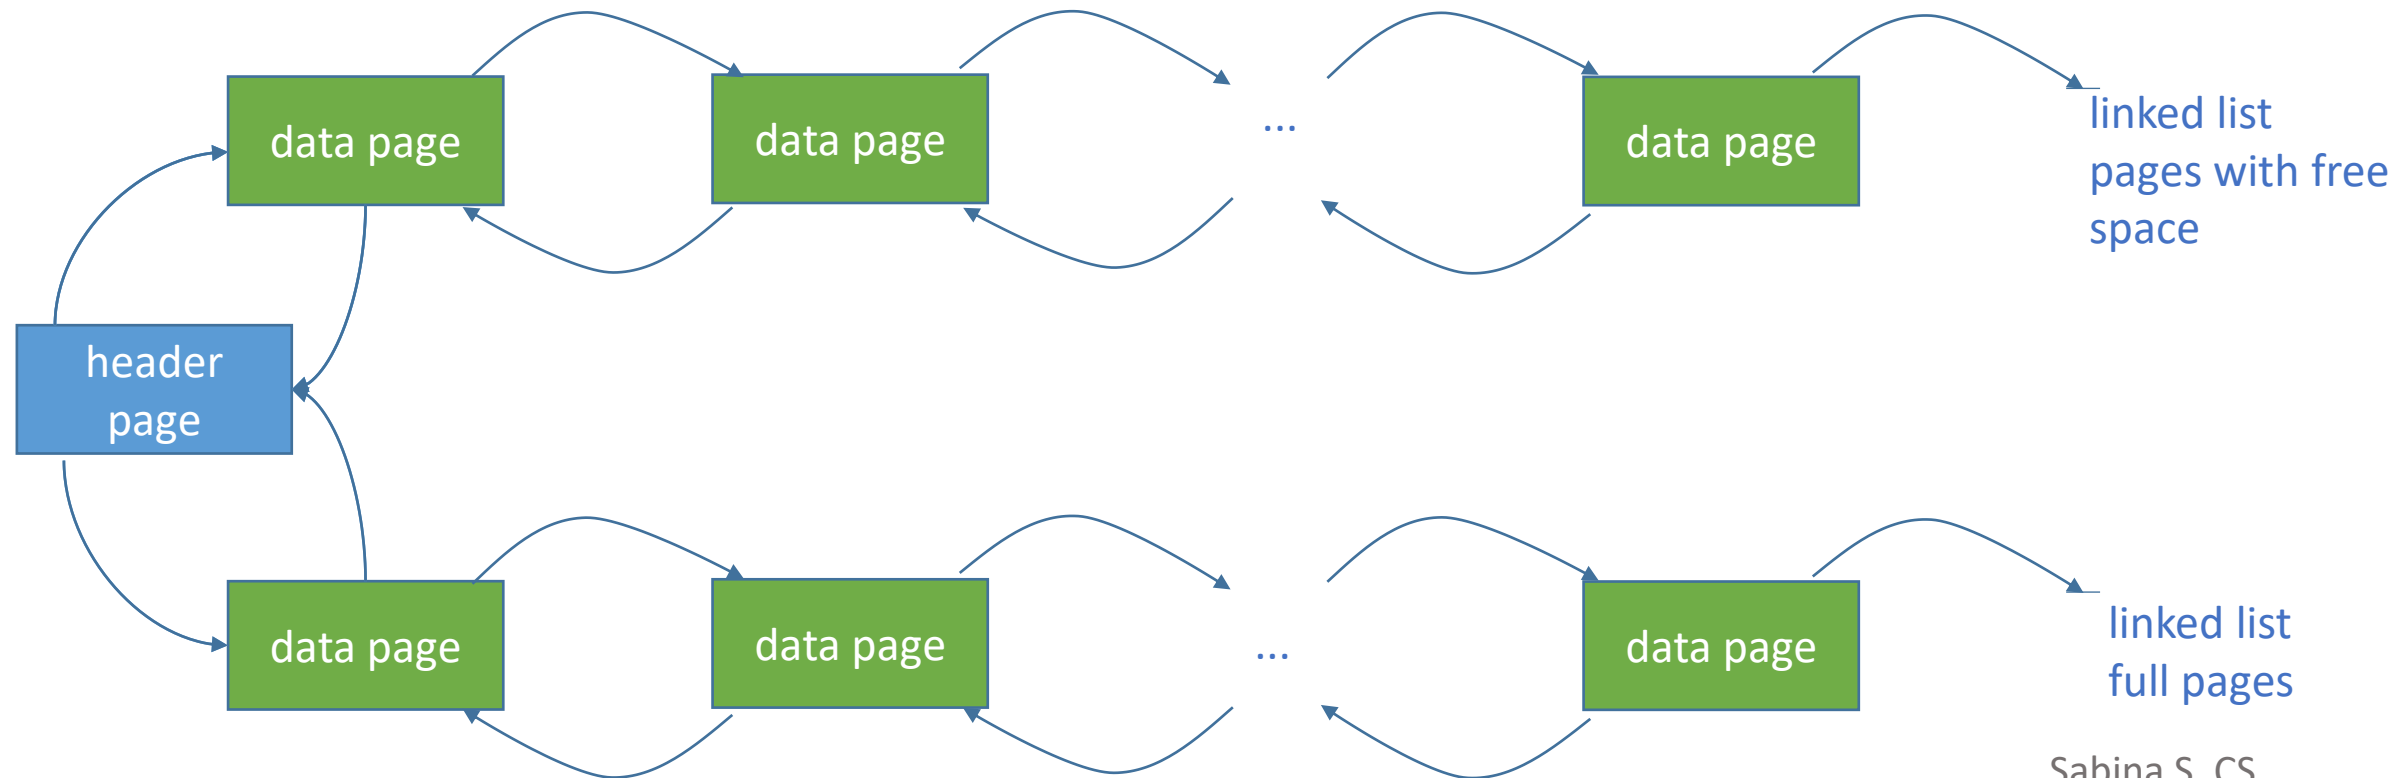 data page
data page
...
data page
linked list
pages with free
space
header
page
data page
data page
...
data page
linked list
full pages
Sabina S. CS